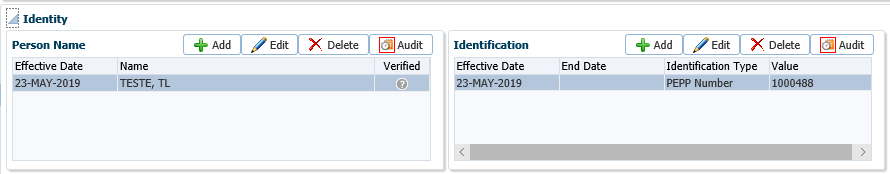 Identity
Person Name Add Edit Delete Audit
Effective Date Name Verified
23-MAY-2019 TESTE, TL ?
Identification Add Edit Delete Audit
Effective Date End Date Identification Type Value
23-MAY-2019 PEPP Number 1000488